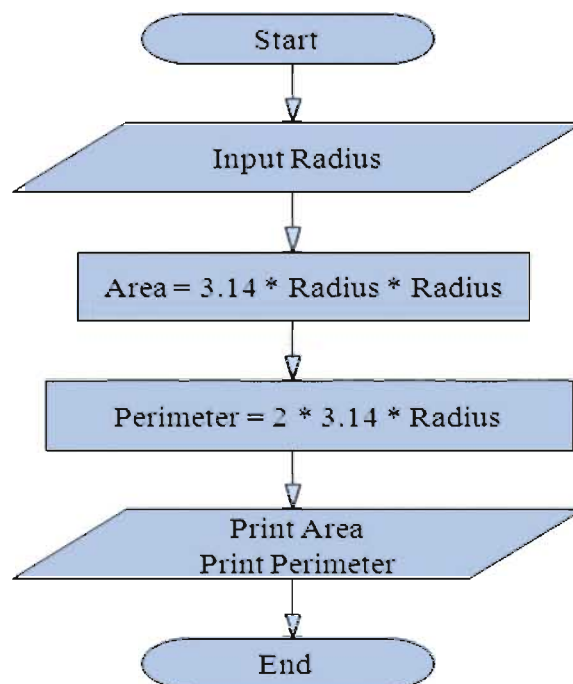 Start
Input Radius
Area = 3.14 * Radius * Radius
Perimeter = 2 * 3.14 * Radius
Print Area
Print Perimeter
End